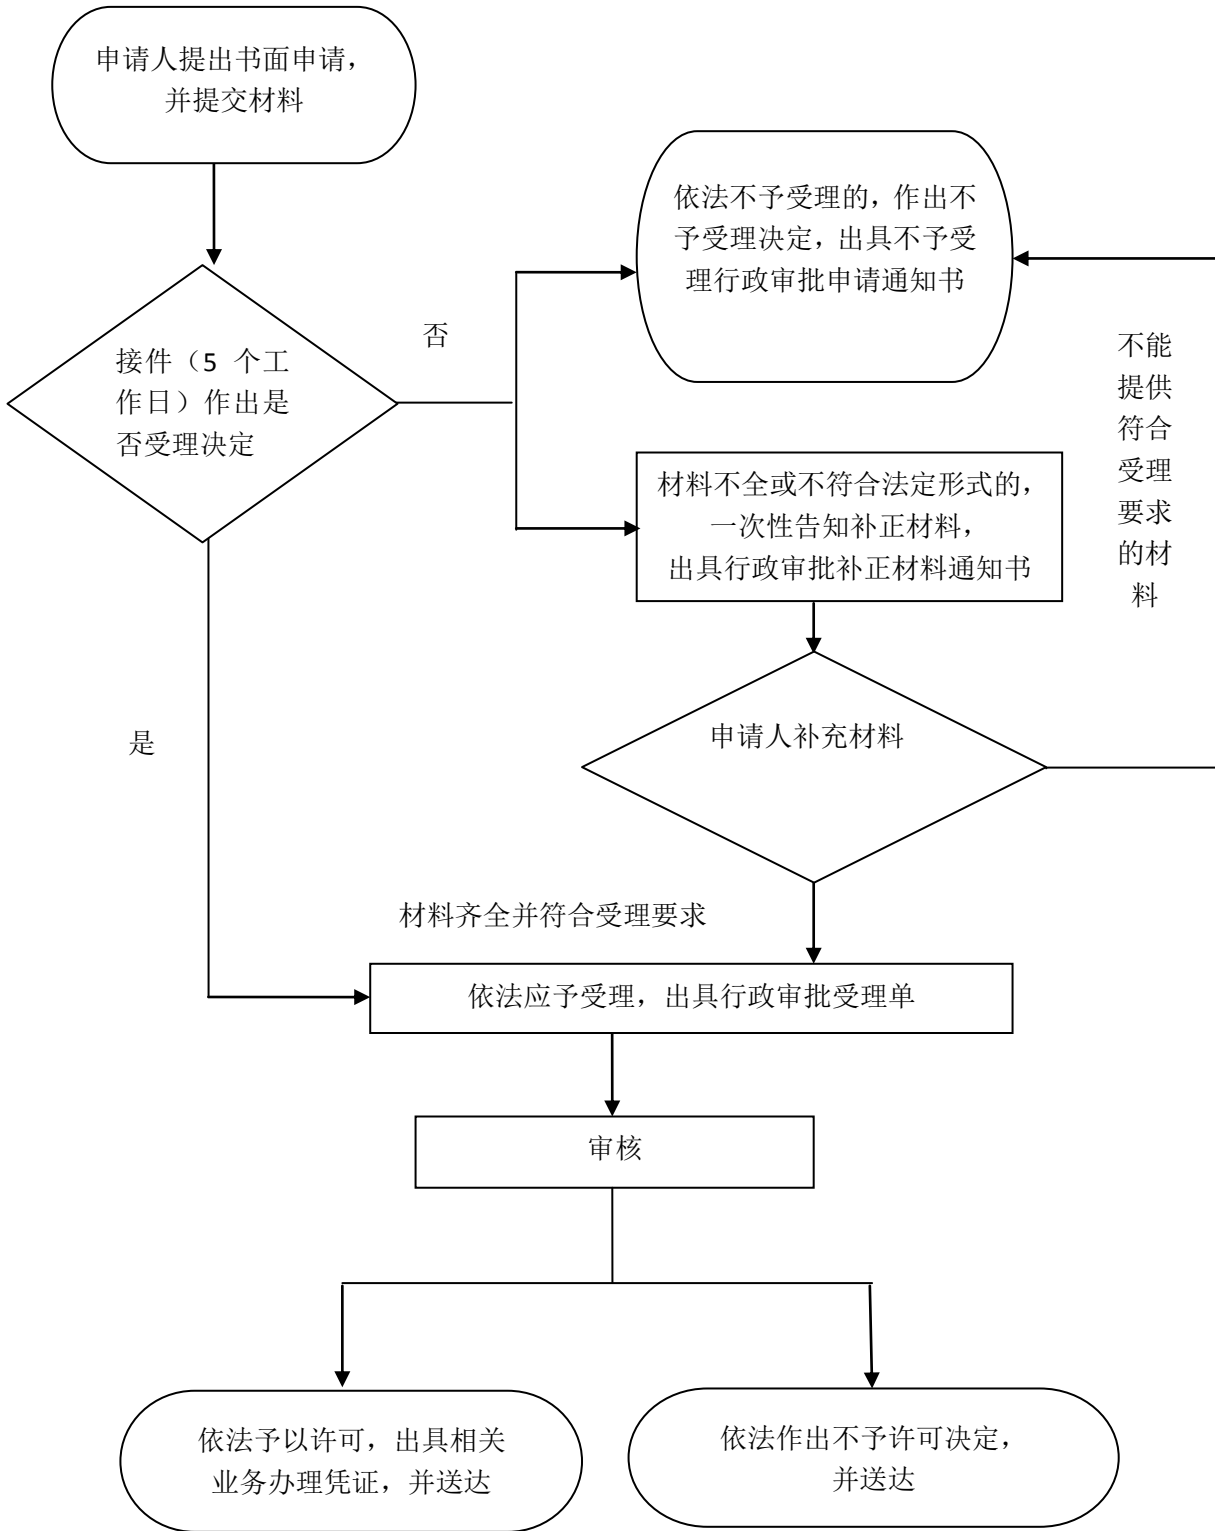 申请人提出书面申请，
并提交材料
依法不予受理的，作出不
予受理决定，出具不予受
理行政审批申请通知书
否
接件（5 个工
作日）作出是
否受理决定
不能
提供
符合
受理
要求
的材
料
材料不全或不符合法定形式的，
一次性告知补正材料，
出具行政审批补正材料通知书
是
申请人补充材料
材料齐全并符合受理要求
依法应予受理，出具行政审批受理单
审核
依法予以许可，出具相关
业务办理凭证，并送达
依法作出不予许可决定，
并送达